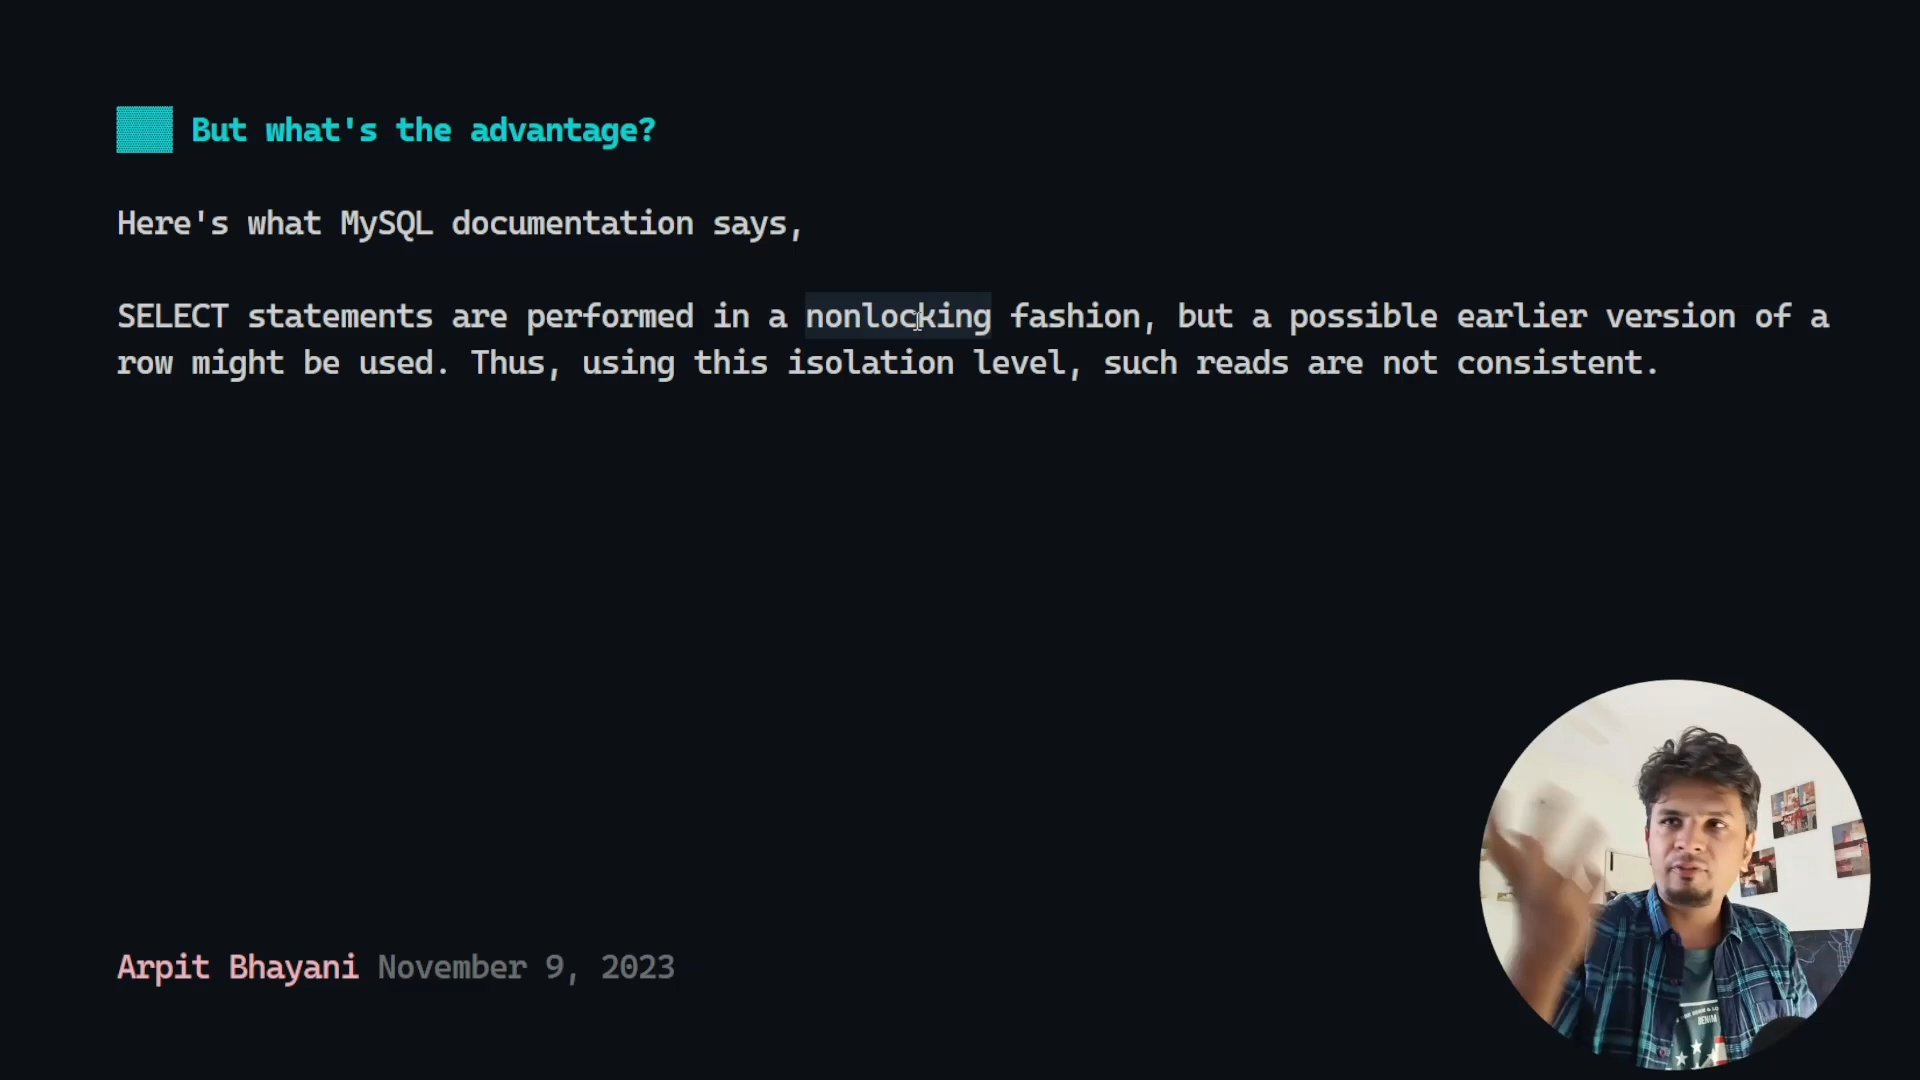 But what's the advantage?
Here's what MySQL documentation says,
SELECT statements are performed in a nonlocking fashion, but a possible earlier version of a
row might be used. Thus, using this isolation level, such reads are not consistent.
Arpit Bhayani November 9, 2023
DENIM